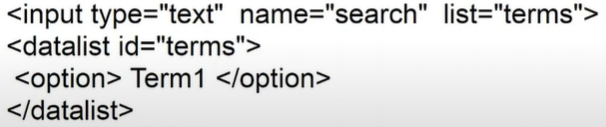 <input type="text" name="search" list="terms">
<datalist id="terms">
<option> Term1 </option>
</datalist>